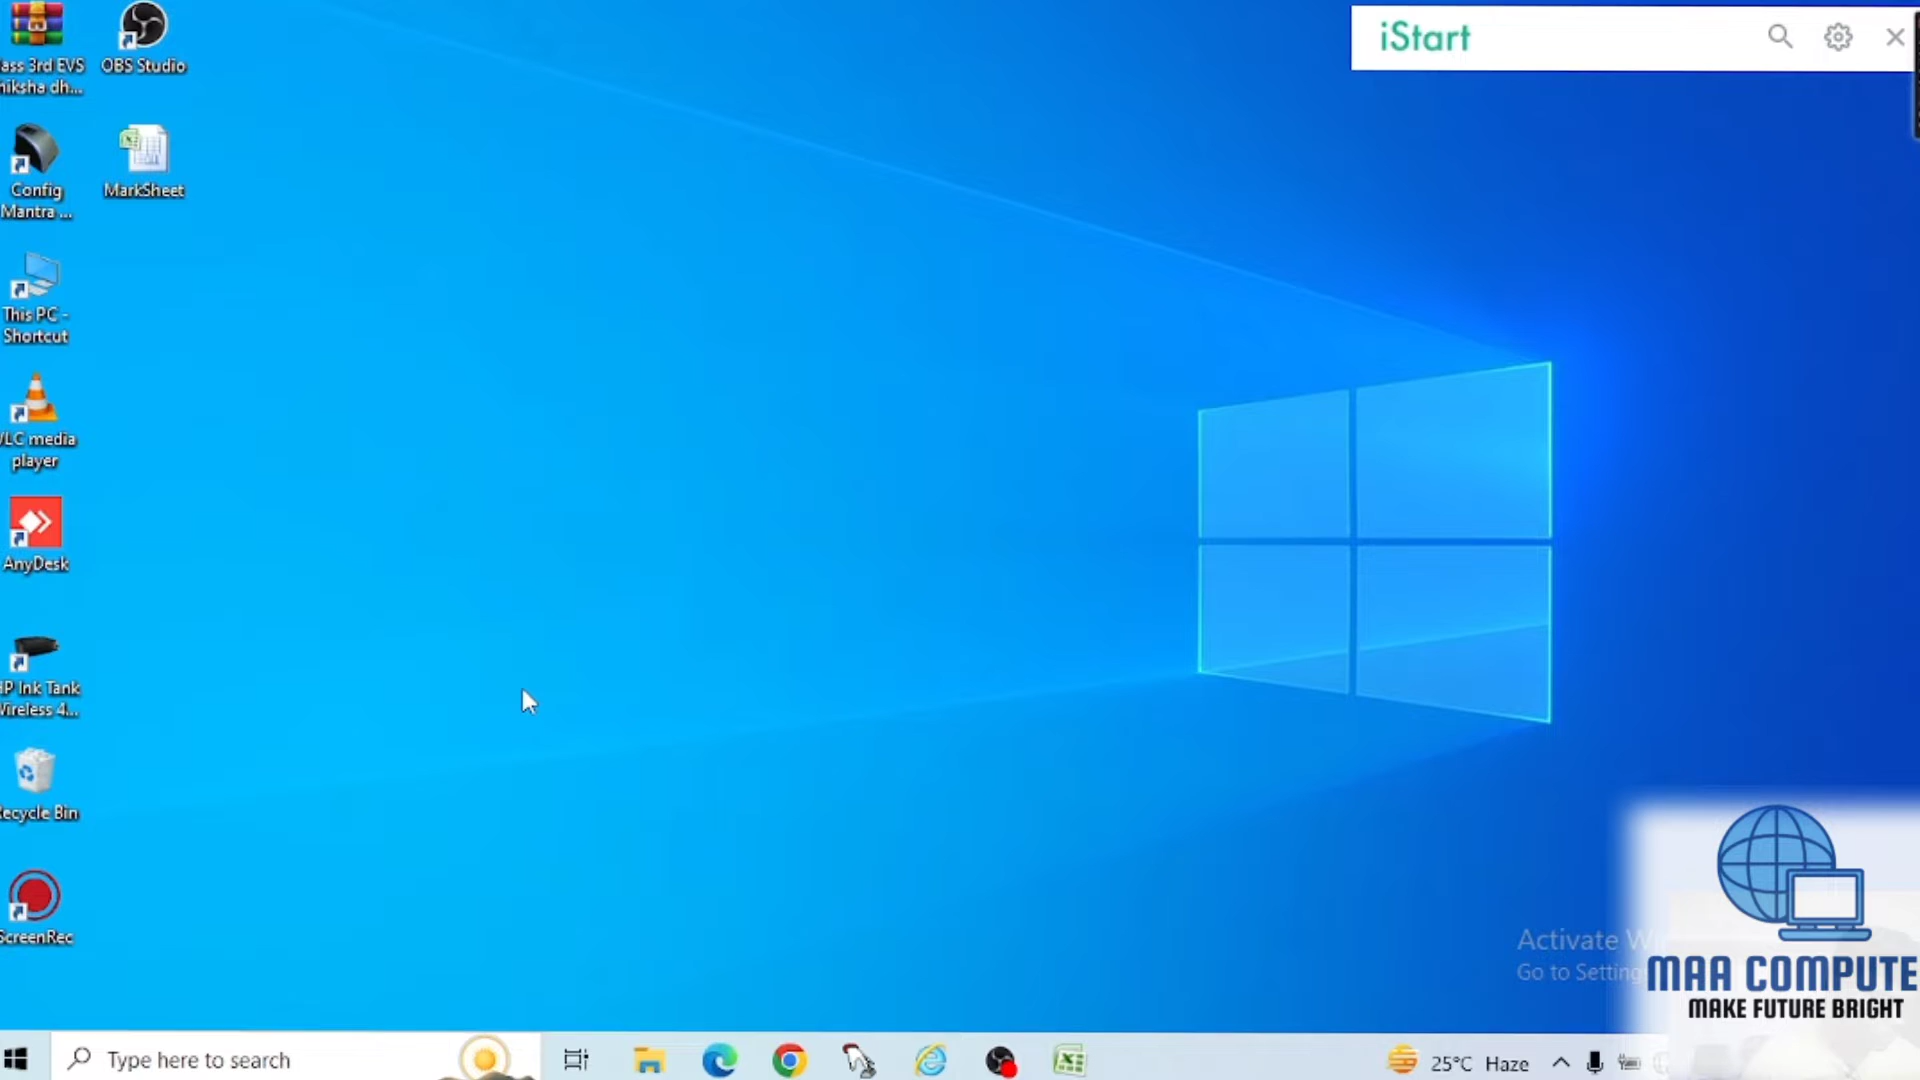 iStart
OBS Studio
ass 3rd EVS
iksha dh...
MarkSheet
Config
Mantra ...
This PC -
Shortcut
VLC media
player
AnyDesk
HP Ink Tank
Wireless 4...
Recycle Bin
ScreenRec
Activate W
Go to Setting
MAA COMPUTE
MAKE FUTURE BRIGHT
Type here to search
25°C Haze